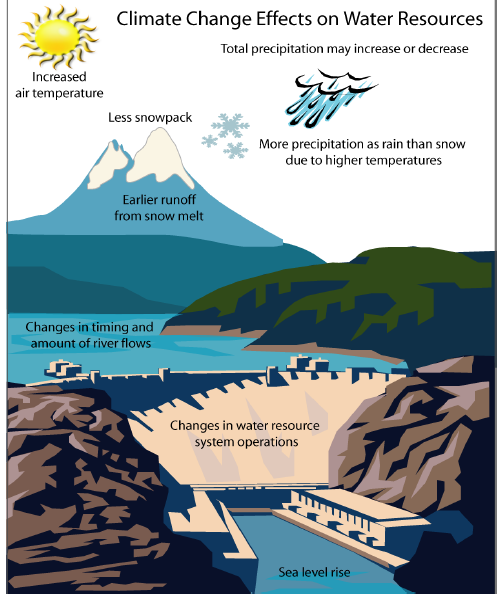 Climate Change Effects on Water Resources
Total precipitation may increase or decrease
Increased
air temperature
Less snowpack
More precipitation as rain than snow
due to higher temperatures
Earlier runoff
from snow melt
Changes in timing and
amount of river flows
Changes in water resource
system operations
Sea level rise